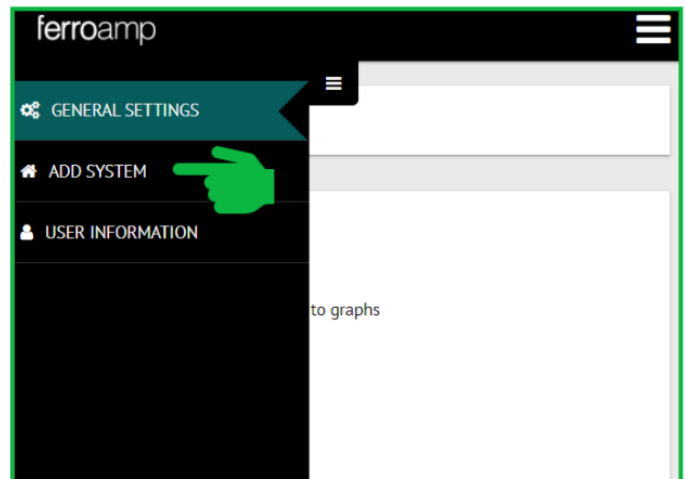 ferroamp
GENERAL SETTINGS
ADD SYSTEM
USER INFORMATION
to graphs